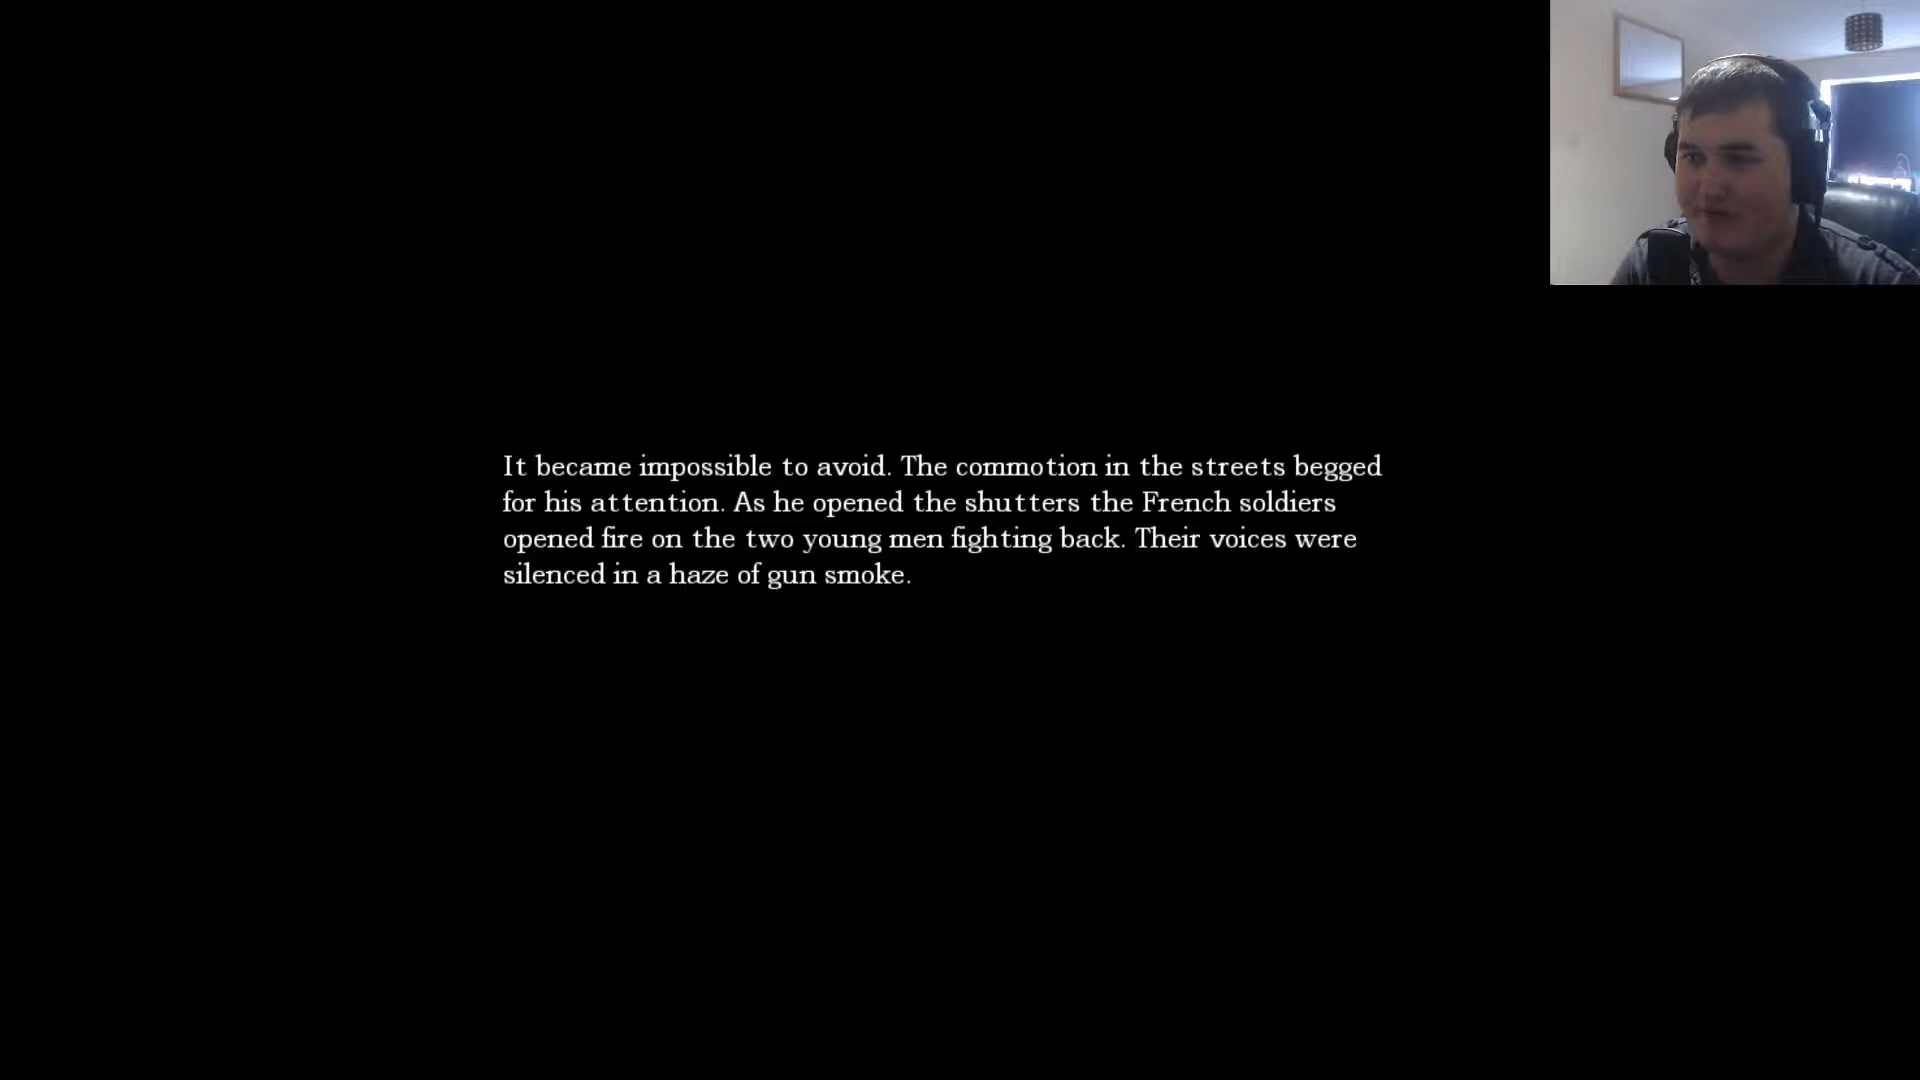 It became impossible to avoid. The commotion in the streets begged
for his attention. As he opened the shutters the French soldiers
opened fire on the two young men fighting back. Their voices were
silenced in a haze of gun smoke.